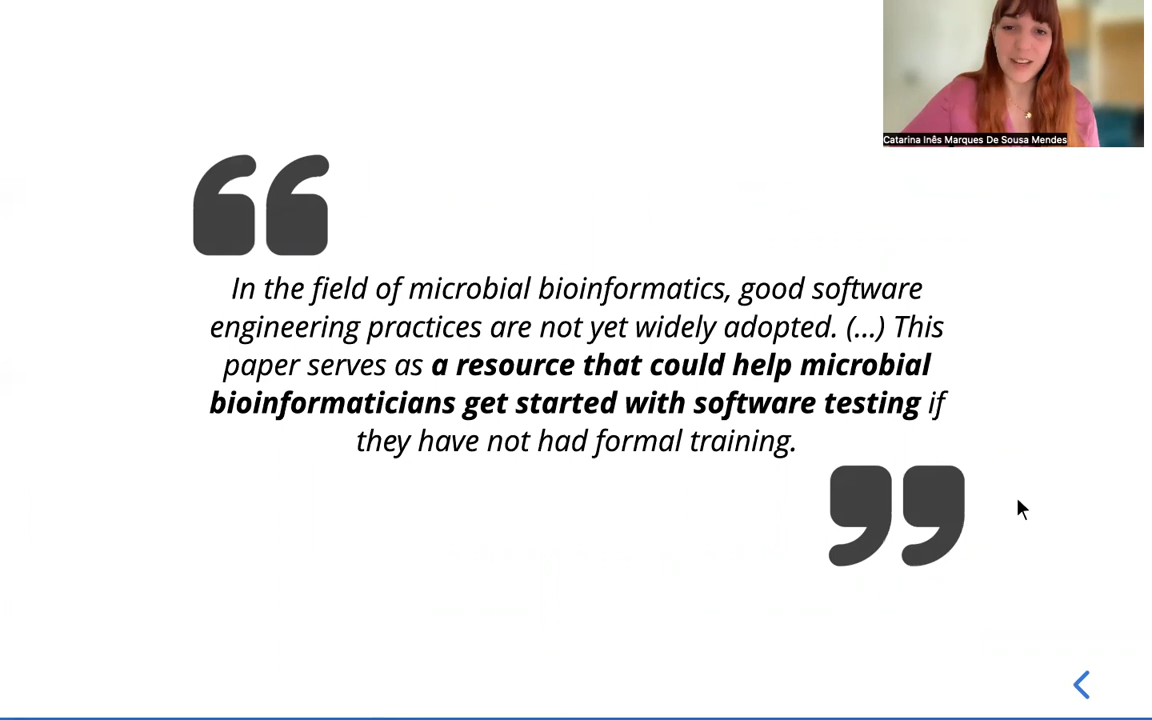 Catarina Inês Marques De Sousa Mendes
In the field of microbial bioinformatics, good software
engineering practices are not yet widely adopted. (...) This
paper serves as a resource that could help microbial
bioinformaticians get started with software testing if
they have not had formal training.